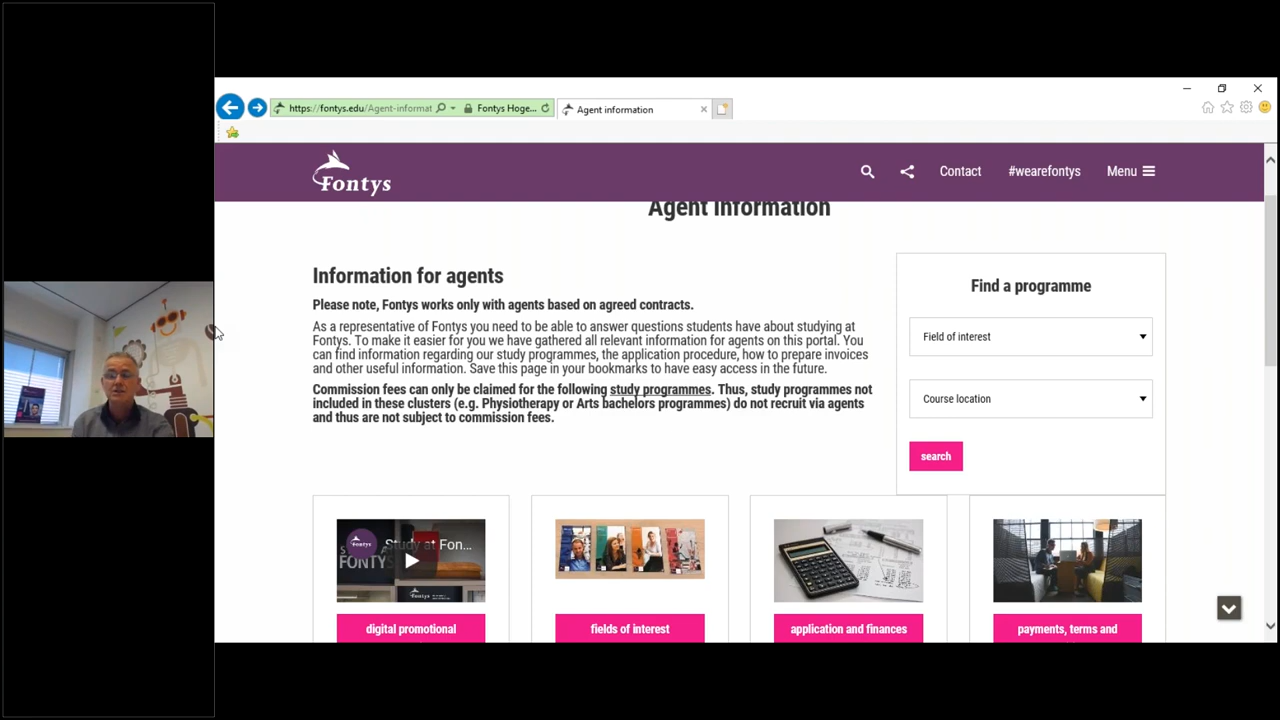 https://fontys.edu/Agent-informat
Fontys Hoge...
Agent information
Fontys
Contact
#wearefontys
Menu
Agent Information
Information for agents
Please note, Fontys works only with agents based on agreed contracts.
As a representative of Fontys you need to be able to answer questions students have about studying at
Fontys. To make it easier for you we have gathered all relevant information for agents on this portal. You
can find information regarding our study programmes, the application procedure, how to prepare invoices
and other useful information. Save this page in your bookmarks to have easy access in the future.
Commission fees can only be claimed for the following study programmes. Thus, study programmes not
included in these clusters (e.g. Physiotherapy or Arts bachelors programmes) do not recruit via agents
and thus are not subject to commission fees.
Find a programme
Field of interest
Course location
search
Study at Fon...
FONTYS
Fontys
digital promotional
fields of interest
application and finances
payments, terms and